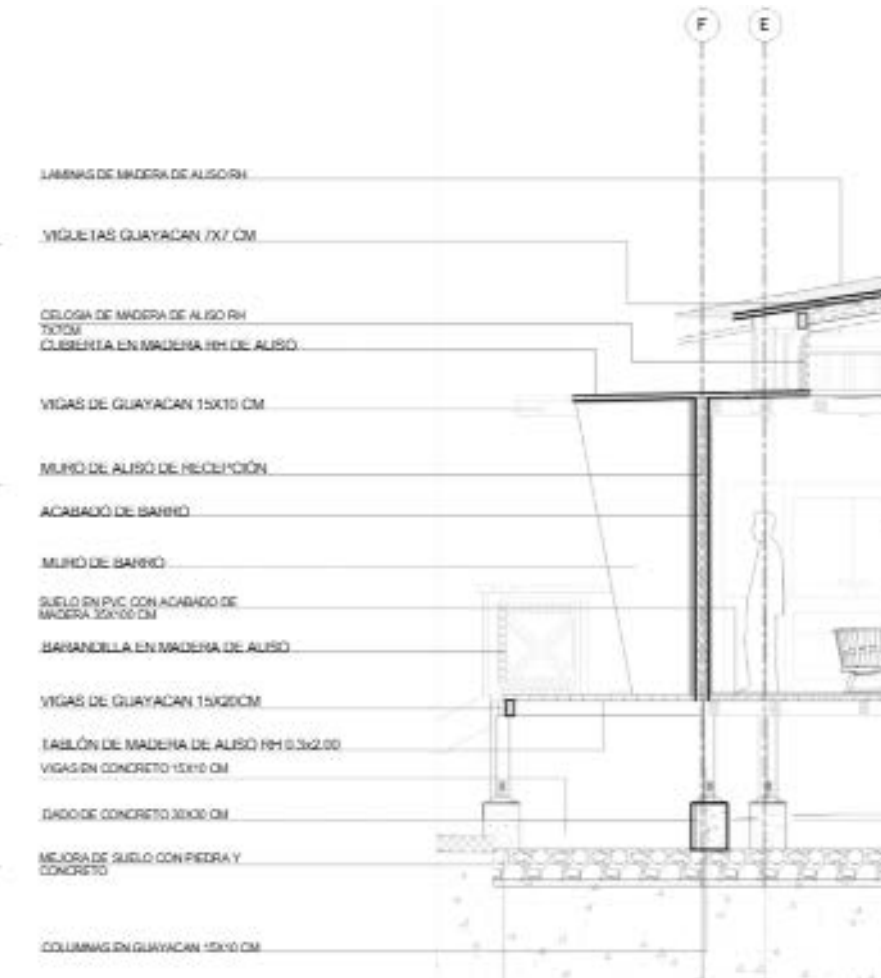 F E
LAMINAS DE MADERA DE ALISO RH
VIGUETAS GUAYACAN 7X7 CM
CELOSIA DE MADERA DE ALISO RH
7X7CM
CUBIERTA EN MADERA RH DE ALISO
VIGAS DE GUAYACAN 15X10 CM
MURO DE ALISO DE RECEPCIÓN
ACABADO DE BARRO
MURO DE BARRO
SUELO EN PVC CON ACABADO DE
MADERA 35X100 CM
BARANDILLA EN MADERA DE ALISO
VIGAS DE GUAYACAN 15X20CM
TABLÓN DE MADERA DE ALISO RH 0.3x2.00
VIGAS EN CONCRETO 15X10 CM
DADO DE CONCRETO 30X30 CM
MEJORA DE SUELO CON PIEDRA Y
CONCRETO
COLUMNAS EN GUAYACAN 15X10 CM